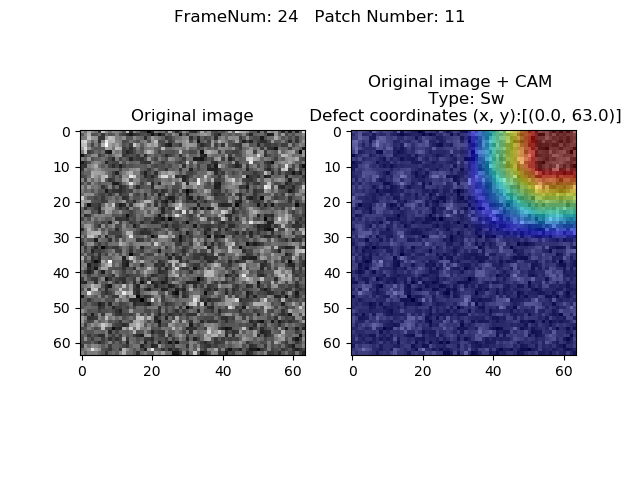 FrameNum: 24   Patch Number: 11
Original image
0
10
20
30
40
50
60
0 20 40 60
Original image + CAM
Type: Sw
Defect coordinates (x, y):[(0.0, 63.0)]
0
10
20
30
40
50
60
0 20 40 60